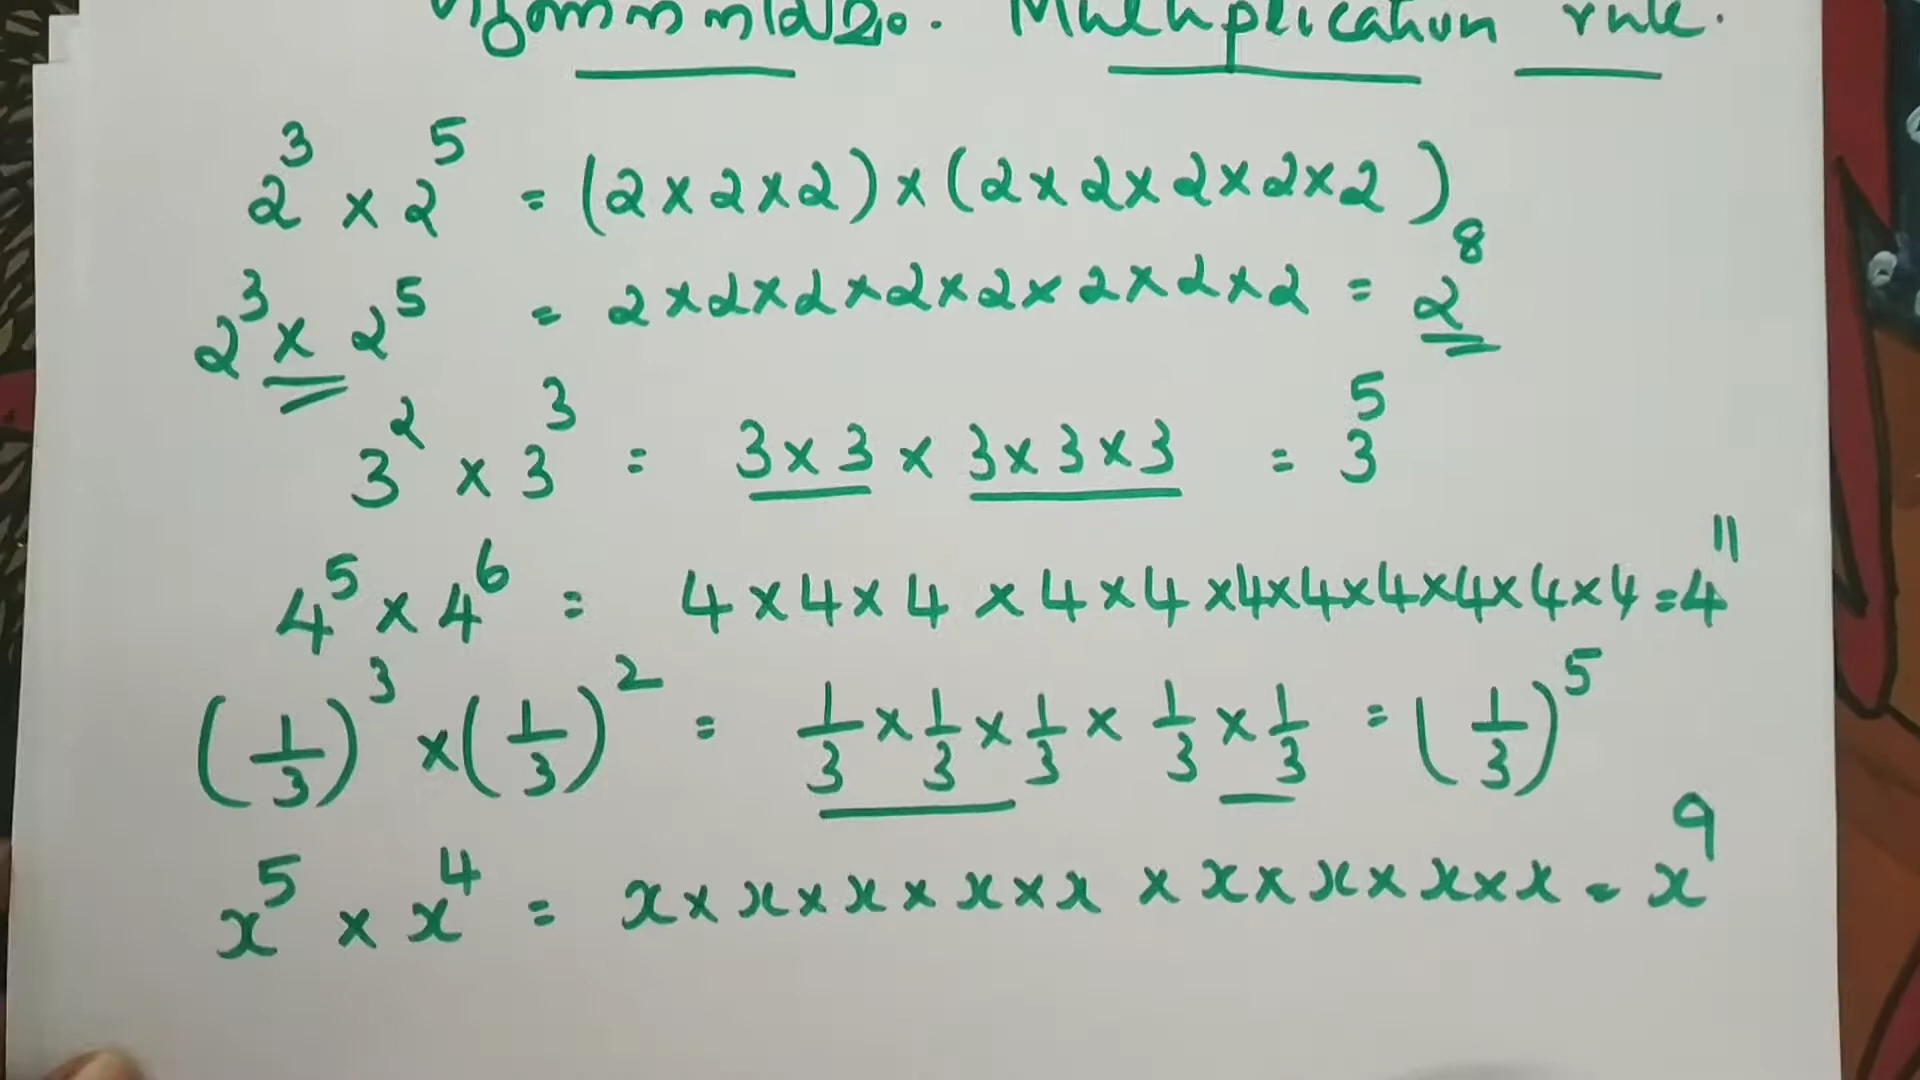 ഗുണനനിയമം. Multiplication rule.
2³ × 2⁵ = (2×2×2)×(2×2×2×2×2)
2³ × 2⁵ = 2×2×2×2×2×2×2×2 = 2⁸
3² × 3³ = 3×3 × 3×3×3 = 3⁵
4⁵ × 4⁶ = 4×4×4×4×4×4×4×4×4×4×4 = 4¹¹
(1/3)³ × (1/3)² = 1/3 × 1/3 × 1/3 × 1/3 × 1/3 = (1/3)⁵
x⁵ × x⁴ = x×x×x×x×x × x×x×x×x = x⁹